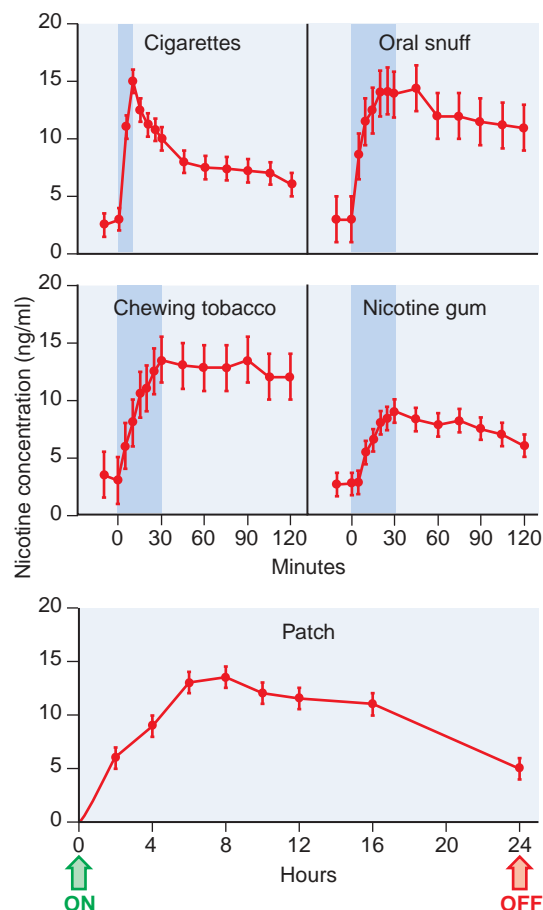 Nicotine concentration (ng/ml)
20
15
10
5
0
Cigarettes
Oral snuff
20
15
10
5
0
Chewing tobacco
Nicotine gum
0 30 60 90 120
0 30 60 90 120
Minutes
20
15
10
5
0
Patch
0 4 8 12 16 20 24
Hours
ON
OFF